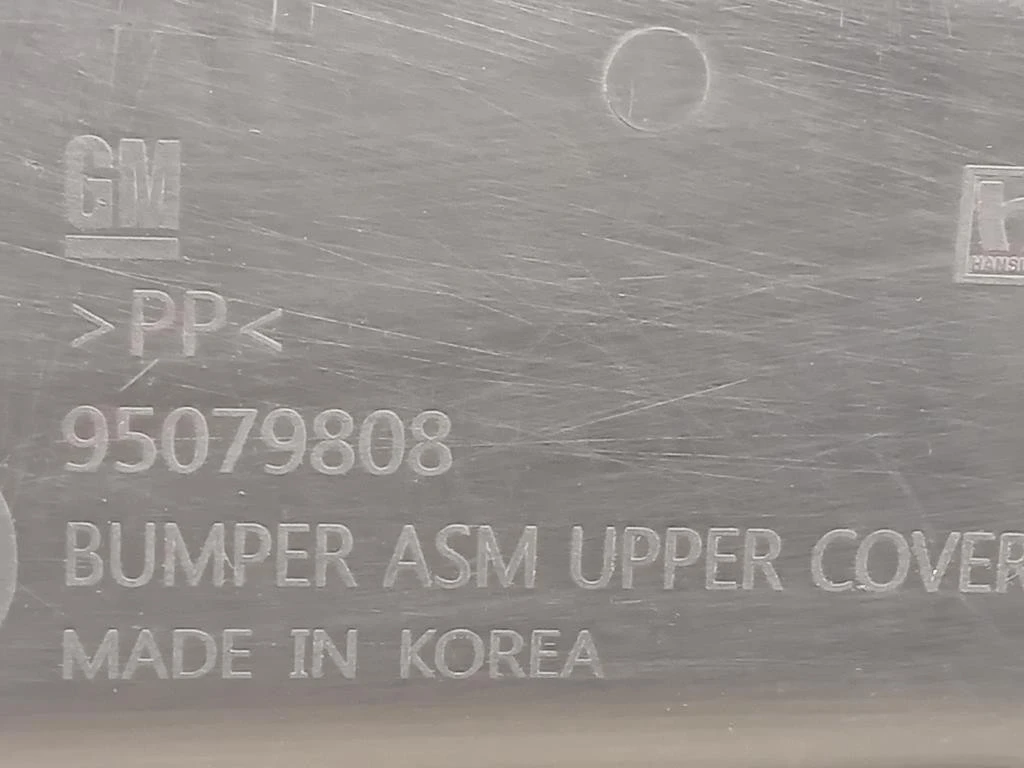 GM
>PP<
95079808
BUMPER ASM UPPER COVER
MADE IN KOREA